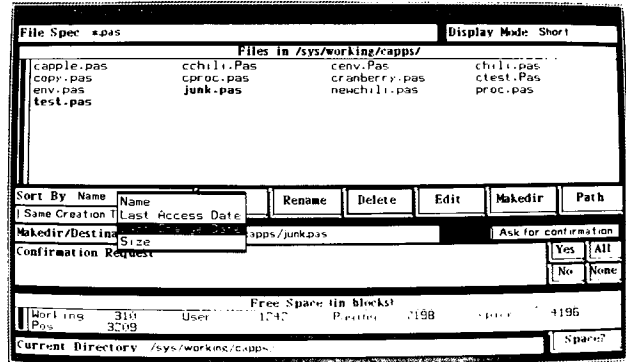 File Spec *.pas Display Mode Short
Files in /sys/working/capps/
capple.pas cchili.Pas cenv.Pas chili.pas
copy.pas cproc.pas cranberry.pas ctest.Pas
env.pas junk.pas newchili.pas proc.pas
test.pas
Sort By Name Rename Delete Edit Makedir Path
Name
Same Creation
Last Access Date
Makedir/Destina apps/junk.pas Ask for confirmation
Size
Confirmation Request Yes All
No None
Free Space (in blocks)
Working 310 User 2198 4196
Pas 3209
Current Directory /sys/working/capps/ Space?